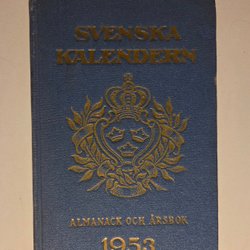 SVENSKA
KALENDERN
ALMANACK OCH ÅRSBOK
1953